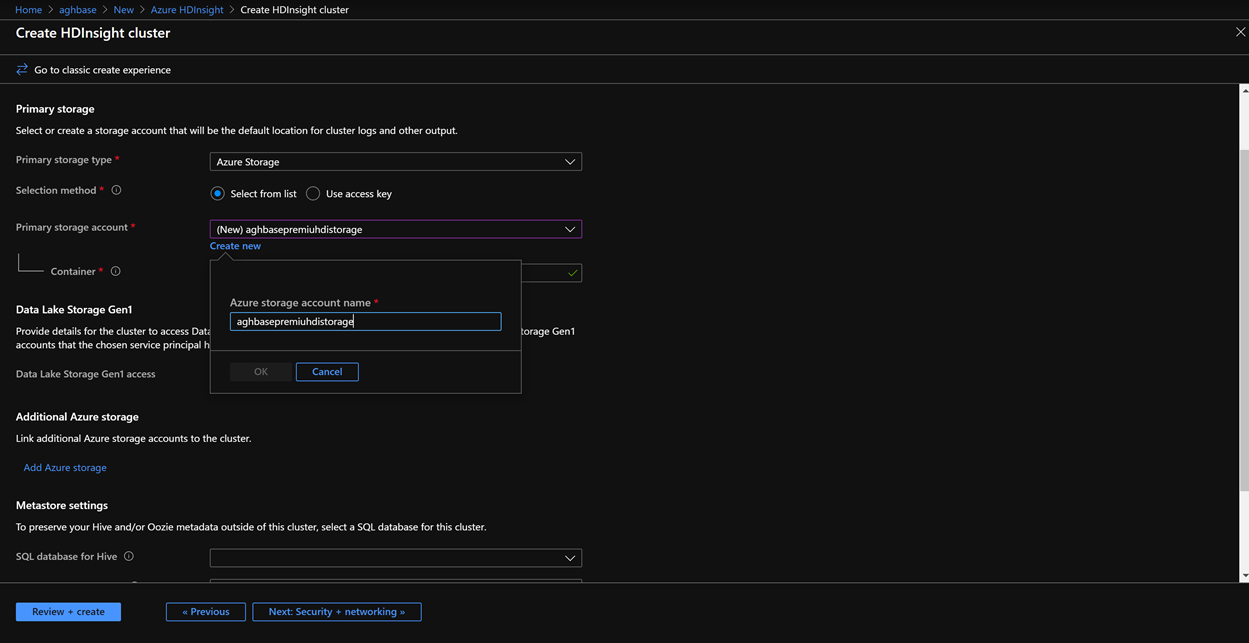 Home > aghbase > New > Azure HDInsight > Create HDInsight cluster
Create HDInsight cluster
Go to classic create experience
Primary storage
Select or create a storage account that will be the default location for cluster logs and other output.
Primary storage type *
Azure Storage
Selection method *
Select from list
Use access key
Primary storage account *
(New) aghbasepremiuhdistorage
Create new
Container *
Azure storage account name *
aghbasepremiuhdistorage
OK
Cancel
Data Lake Storage Gen1
Provide details for the cluster to access Data
torage Gen1
accounts that the chosen service principal h
Data Lake Storage Gen1 access
Additional Azure storage
Link additional Azure storage accounts to the cluster.
Add Azure storage
Metastore settings
To preserve your Hive and/or Oozie metadata outside of this cluster, select a SQL database for this cluster.
SQL database for Hive
Review + create
« Previous
Next: Security + networking »